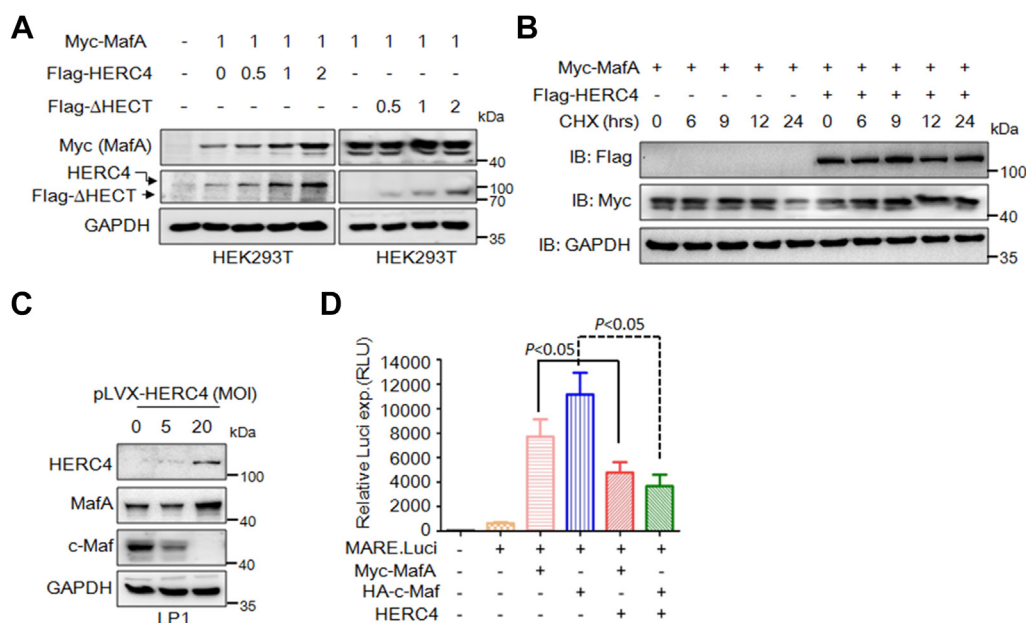 A
Myc-MafA - 1 1 1 1 1 1 1 1
Flag-HERC4 - 0 0.5 1 2 - - - -
Flag-ΔHECT - - - - - - 0.5 1 2
kDa
Myc (MafA)
40
HERC4
Flag-ΔHECT
100
70
GAPDH
35
HEK293T HEK293T
B
Myc-MafA + + + + + + + + + +
Flag-HERC4 - - - - - + + + + +
CHX (hrs) 0 6 9 12 24 0 6 9 12 24 kDa
IB: Flag
100
IB: Myc
40
IB: GAPDH
35
C
pLVX-HERC4 (MOI)
0 5 20 kDa
HERC4
100
MafA
40
c-Maf
40
GAPDH
35
LP1
D
P<0.05
P<0.05
Relative Luci exp.(RLU)
14000
12000
10000
8000
6000
4000
2000
0
MARE.Luci - + + + + +
Myc-MafA - - + - + -
HA-c-Maf - - - + - +
HERC4 - - - - + +